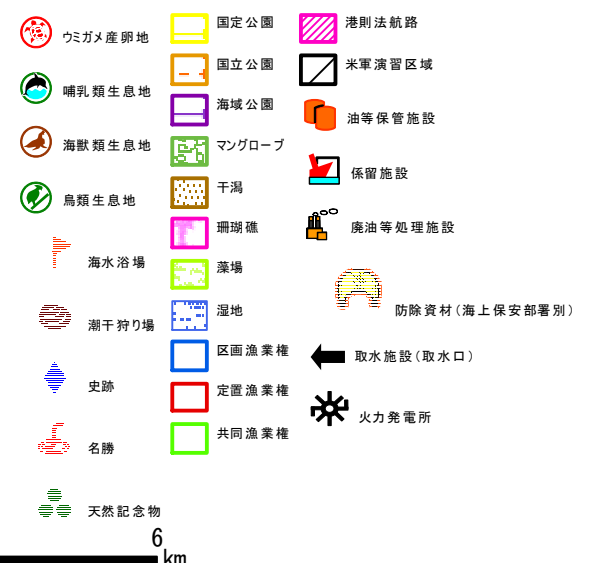 ウミガメ産卵地
哺乳類生息地
海獣類生息地
鳥類生息地
海水浴場
潮干狩り場
史跡
名勝
天然記念物
国定公園
国立公園
海域公園
マングローブ
干潟
珊瑚礁
藻場
湿地
区画漁業権
定置漁業権
共同漁業権
港則法航路
米軍演習区域
油等保管施設
係留施設
廃油等処理施設
防除資材(海上保安部署別)
取水施設(取水口)
火力発電所
6
km